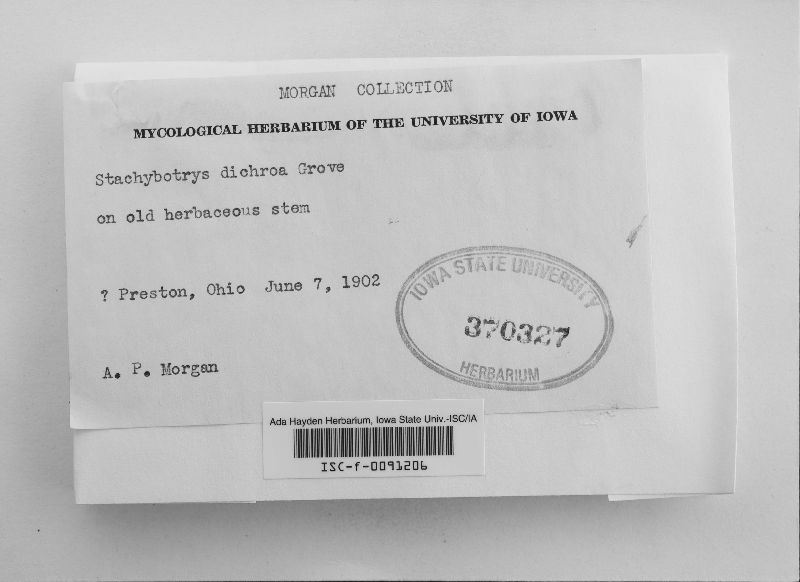 MORGAN COLLECTION
MYCOLOGICAL HERBARIUM OF THE UNIVERSITY OF IOWA
Stachybotrys dichroa Grove
on old herbaceous stem
? Preston, Ohio June 7, 1902
A. P. Morgan
IOWA STATE UNIVERSITY
370327
HERBARIUM
Ada Hayden Herbarium, Iowa State Univ.-ISC/IA
ISC-f-0091206